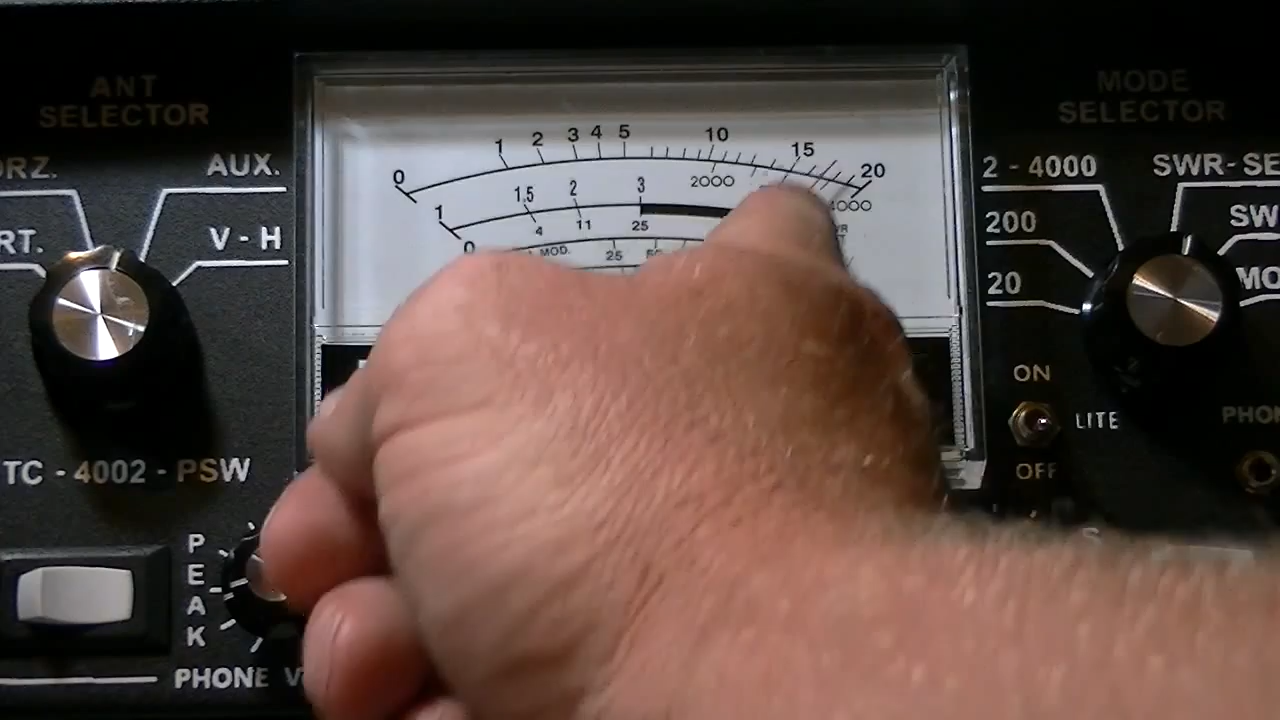 ANT
SELECTOR
MODE
SELECTOR
AUX.
V - H
RT.
0 1 2 3 4 5 10 15 20
1 1,5 2 3 2000 4000
0 4 11 25
MOD. 25
2 - 4000
200
20
SWR-SE
SW
MO
ON
LITE
OFF
TC - 4002 - PSW
PEAK
PHONE V
PHON